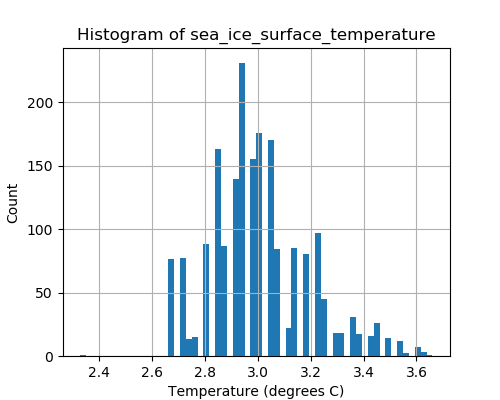 Histogram of sea_ice_surface_temperature
200
150
100
50
0
2.4 2.6 2.8 3.0 3.2 3.4 3.6
Count
Temperature (degrees C)